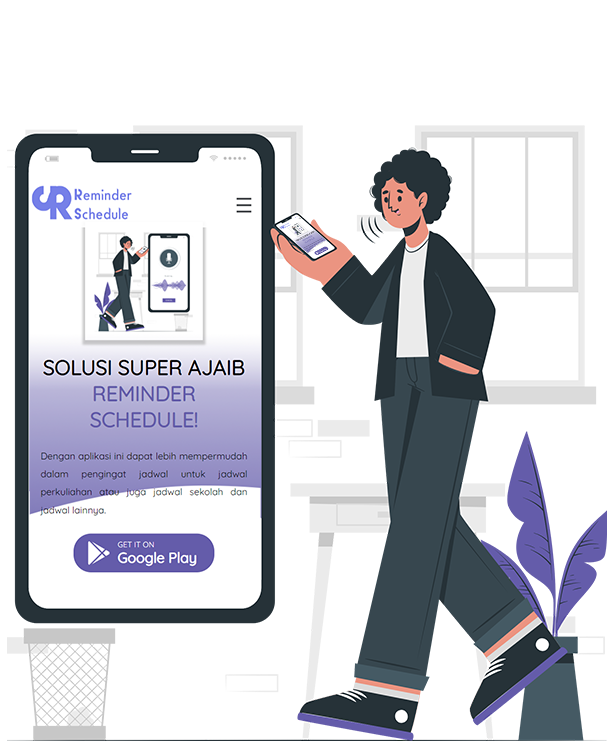 Reminder
Schedule
SOLUSI SUPER AJAIB
REMINDER
SCHEDULE!
Dengan aplikasi ini dapat lebih mempermudah
dalam pengingat jadwal untuk jadwal
perkuliahan atau juga jadwal sekolah dan
jadwal lainnya.
GET IT ON
Google Play